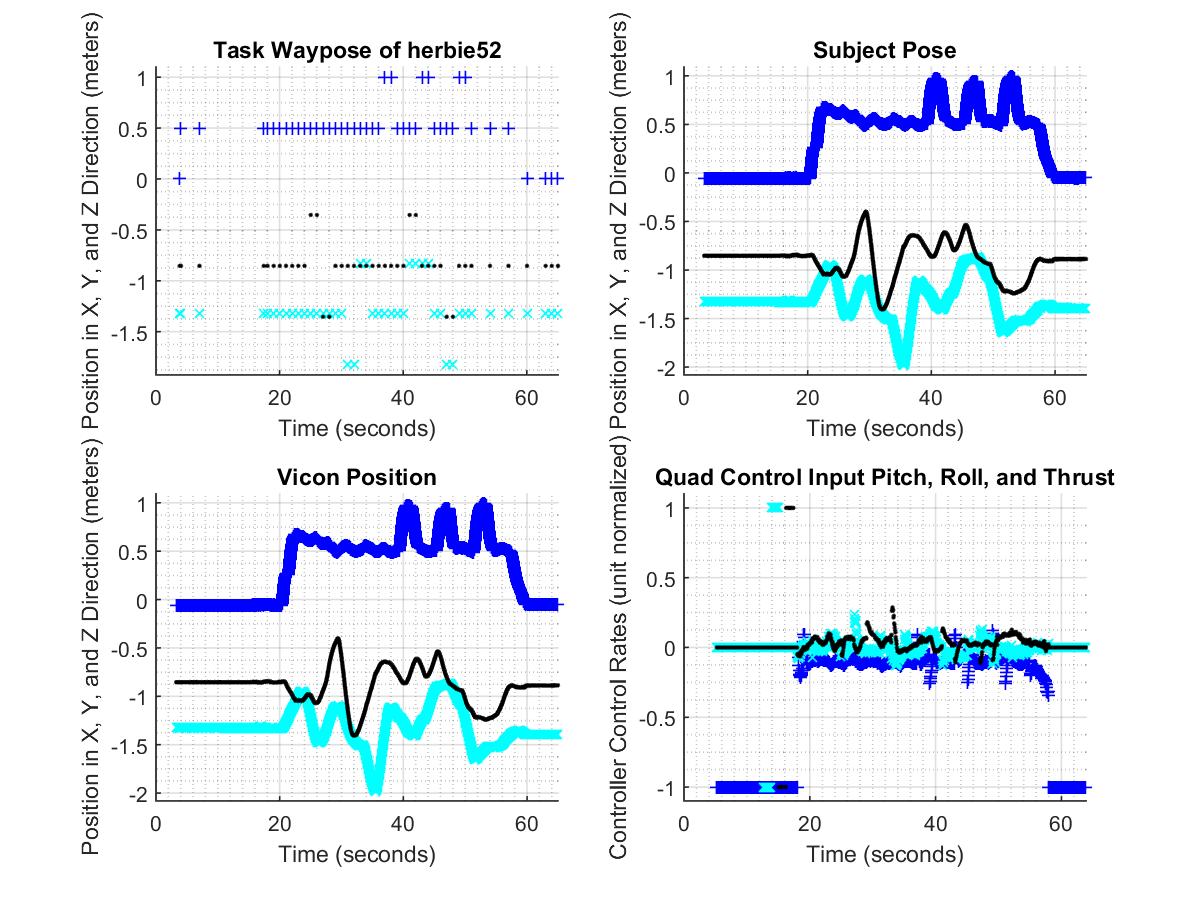 Task Waypose of herbie52
Position in X, Y, and Z Direction (meters)
1
0.5
0
-0.5
-1
-1.5
0 20 40 60
Time (seconds)
Subject Pose
Position in X, Y, and Z Direction (meters)
1
0.5
0
-0.5
-1
-1.5
-2
0 20 40 60
Time (seconds)
Vicon Position
Position in X, Y, and Z Direction (meters)
1
0.5
0
-0.5
-1
-1.5
-2
0 20 40 60
Time (seconds)
Quad Control Input Pitch, Roll, and Thrust
Controller Control Rates (unit normalized)
1
0.5
0
-0.5
-1
0 20 40 60
Time (seconds)